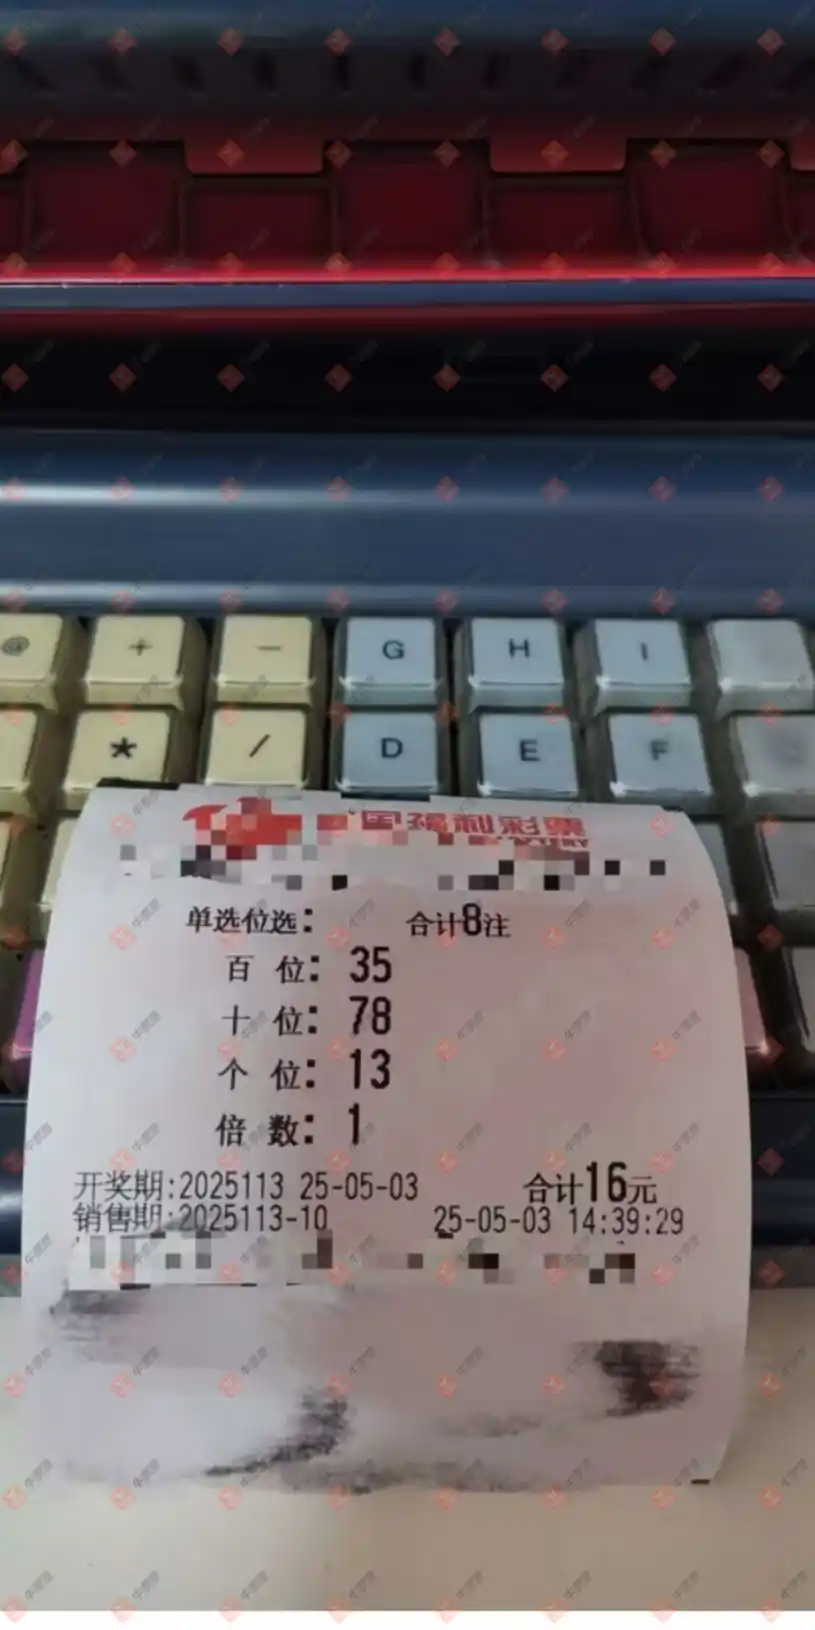 @ + - G H I
* / D E F
中国福利彩票
单选位选: 合计8注
百 位: 35
十 位: 78
个 位: 13
倍 数: 1
开奖期:2025113 25-05-03 合计16元
销售期:2025113-10 25-05-03 14:39:29